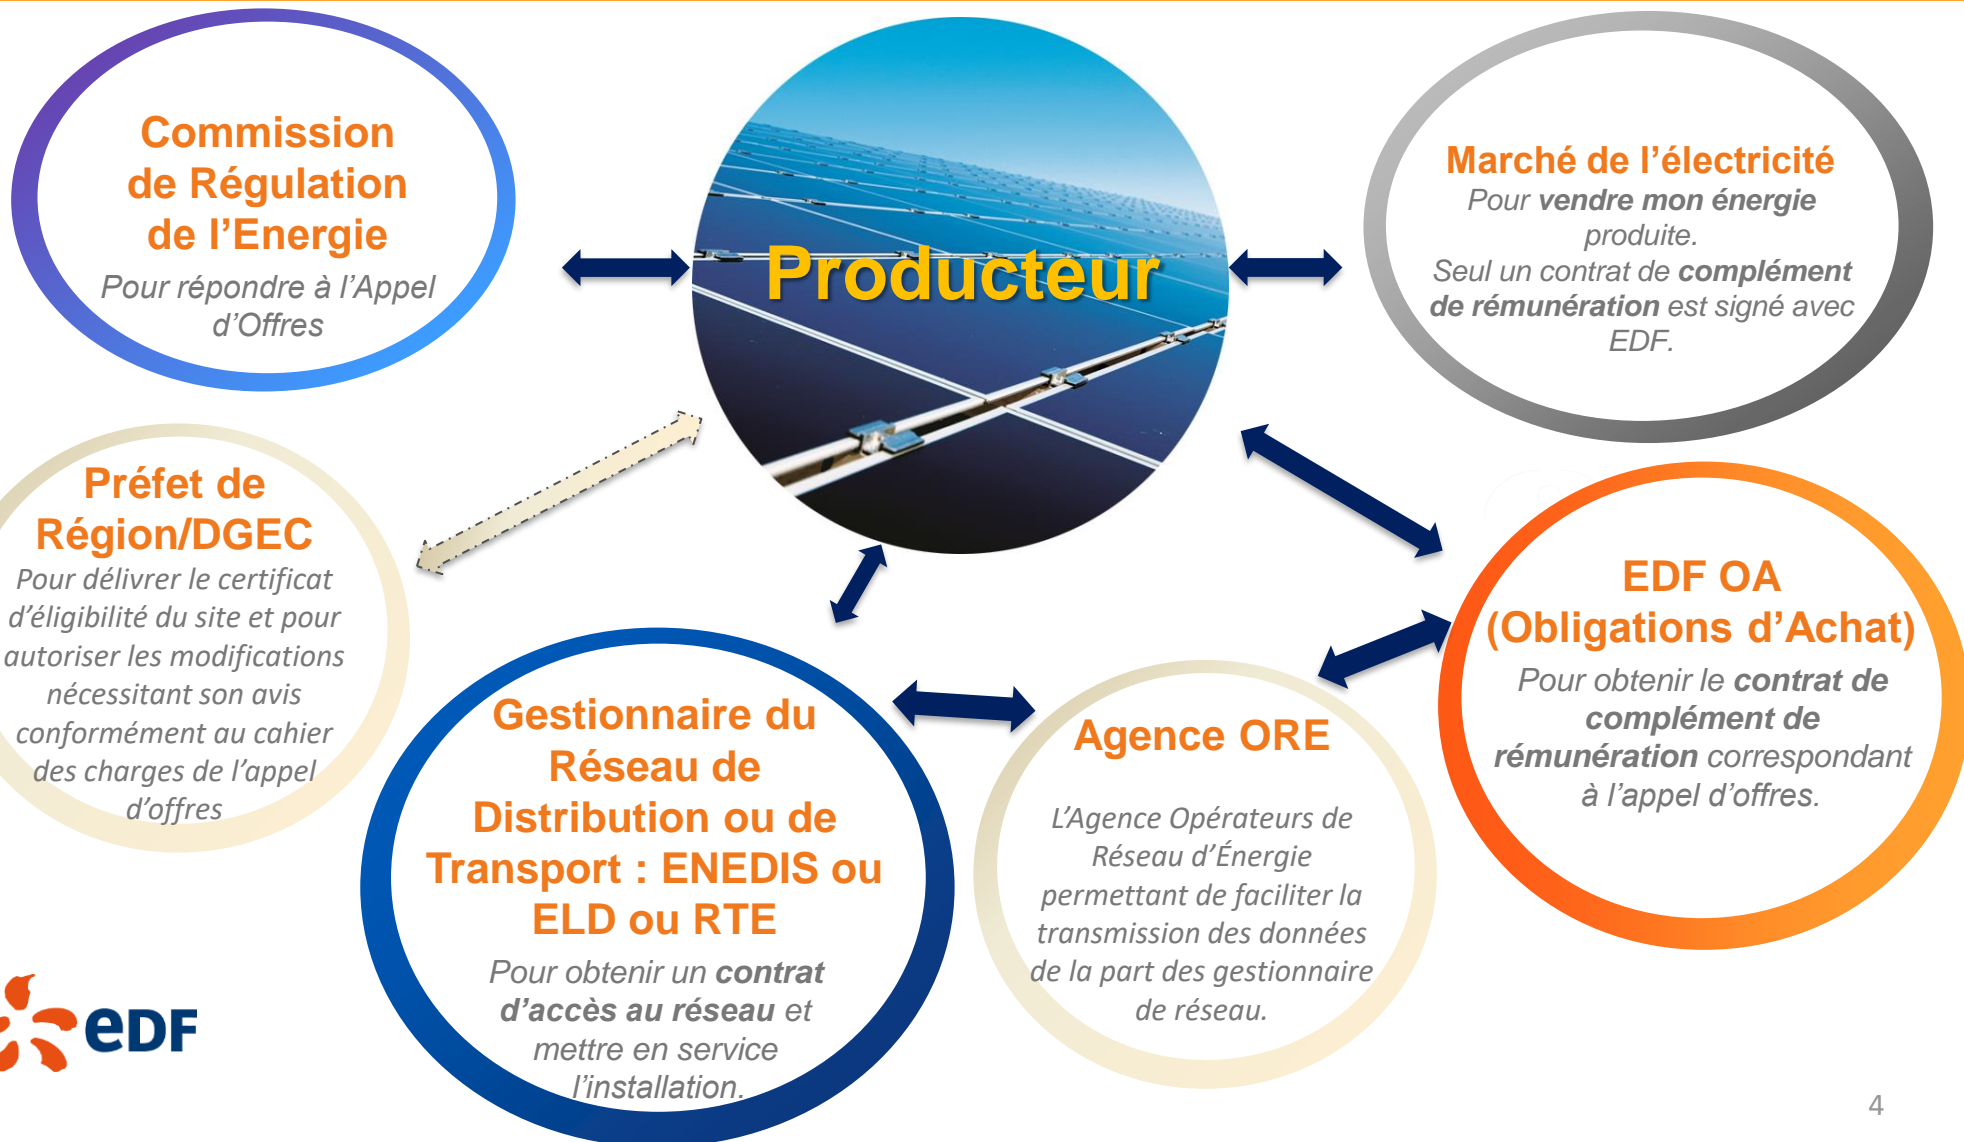 Commission
de Régulation
de l’Energie
Pour répondre à l’Appel
d’Offres
Producteur
Marché de l’électricité
Pour vendre mon énergie
produite.
Seul un contrat de complément
de rémunération est signé avec
EDF.
Préfet de
Région/DGEC
Pour délivrer le certificat
d’éligibilité du site et pour
autoriser les modifications
nécessitant son avis
conformément au cahier
des charges de l’appel
d’offres
Gestionnaire du
Réseau de
Distribution ou de
Transport : ENEDIS ou
ELD ou RTE
Pour obtenir un contrat
d’accès au réseau et
mettre en service
l’installation.
Agence ORE
L’Agence Opérateurs de
Réseau d’Énergie
permettant de faciliter la
transmission des données
de la part des gestionnaire
de réseau.
EDF OA
(Obligations d’Achat)
Pour obtenir le contrat de
complément de
rémunération correspondant
à l’appel d’offres.
eDF
4